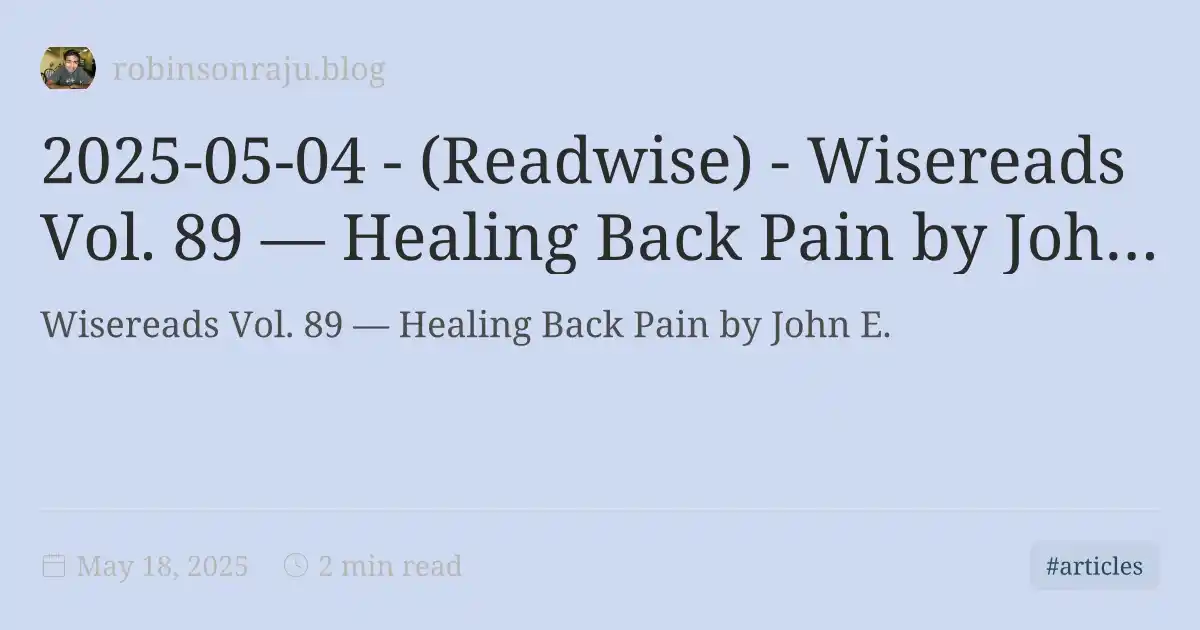 robinsonraju.blog
2025-05-04 - (Readwise) - Wisereads
Vol. 89 — Healing Back Pain by Joh...
Wisereads Vol. 89 — Healing Back Pain by John E.
May 18, 2025
2 min read
#articles